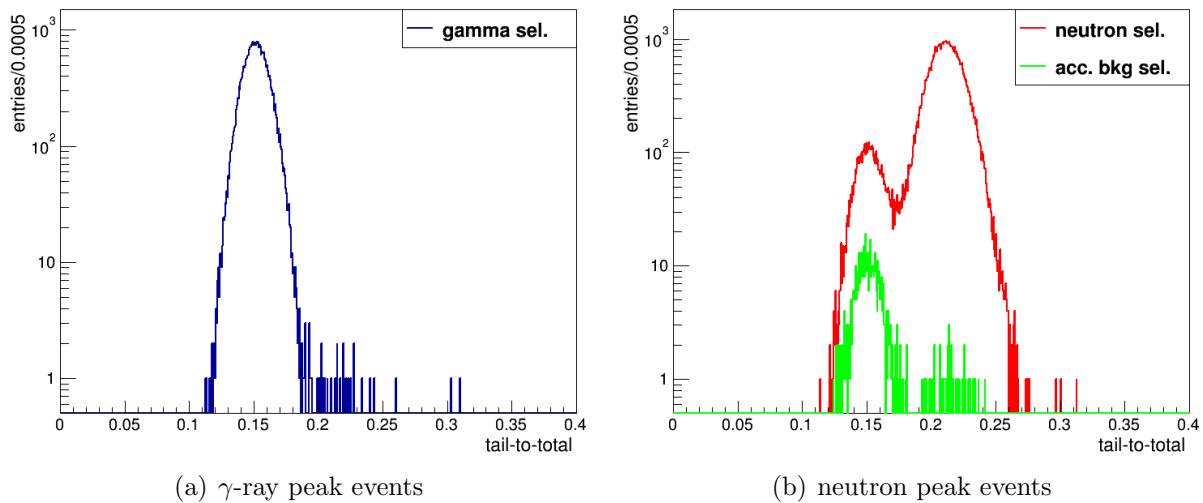 entries/0.0005
10³
10²
10
1
gamma sel.
0 0.05 0.1 0.15 0.2 0.25 0.3 0.35 0.4
tail-to-total
(a) γ-ray peak events
entries/0.0005
10³
10²
10
1
neutron sel.
acc. bkg sel.
0 0.05 0.1 0.15 0.2 0.25 0.3 0.35 0.4
tail-to-total
(b) neutron peak events